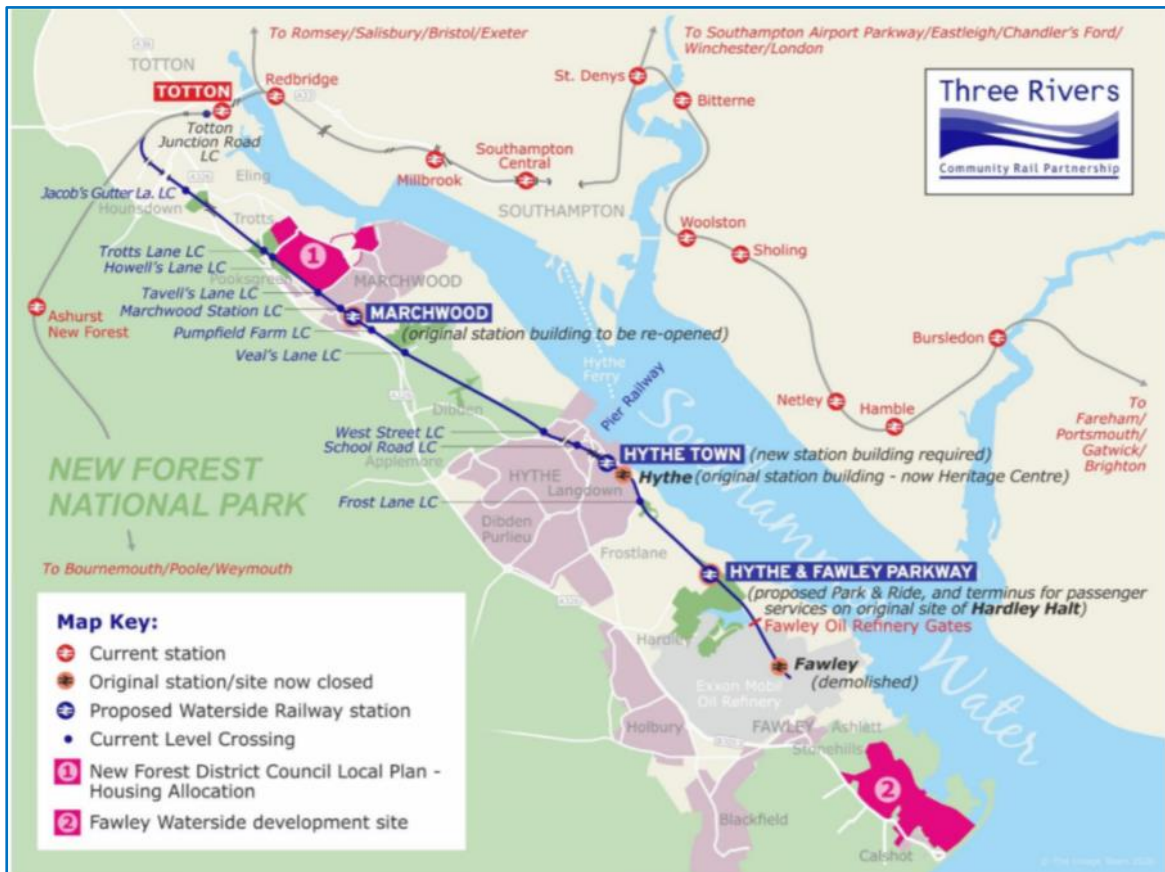 To Romsey/Salisbury/Bristol/Exeter
To Southampton Airport Parkway/Eastleigh/Chandler's Ford/
Winchester/London
Three Rivers
Community Rail Partnership
TOTTON
TOTTON
Redbridge
St. Denys
Bitterne
Totton
Junction Road
LC
Millbrook
Southampton
Central
SOUTHAMPTON
Eling
Jacob's Gutter La. LC
Hounsdown
Trotts
Woolston
Sholing
Trotts Lane LC
Howell's Lane LC
Pooksgreen
1
MARCHWOOD
Tavell's Lane LC
Marchwood Station LC
MARCHWOOD
(original station building to be re-opened)
Pumpfield Farm LC
Veal's Lane LC
Ashurst
New Forest
Bursledon
Hythe
Ferry
Pier Railway
Netley
Hamble
To
Fareham/
Portsmouth/
Gatwick/
Brighton
Dibden
West Street LC
School Road LC
Applemore
HYTHE
Langdown
HYTHE TOWN
(new station building required)
Hythe (original station building - now Heritage Centre)
NEW FOREST
NATIONAL PARK
Frost Lane LC
Dibden
Purlieu
Frostlane
Southampton Water
To Bournemouth/Poole/Weymouth
HYTHE & FAWLEY PARKWAY
(proposed Park & Ride, and terminus for passenger
services on original site of Hardley Halt)
Fawley Oil Refinery Gates
Hardley
Fawley
(demolished)
Exxon Mobil
Oil Refinery
Holbury
FAWLEY
Ashlett
Stonehills
2
Blackfield
Calshot
Map Key:
Current station
Original station/site now closed
Proposed Waterside Railway station
Current Level Crossing
1 New Forest District Council Local Plan -
Housing Allocation
2 Fawley Waterside development site